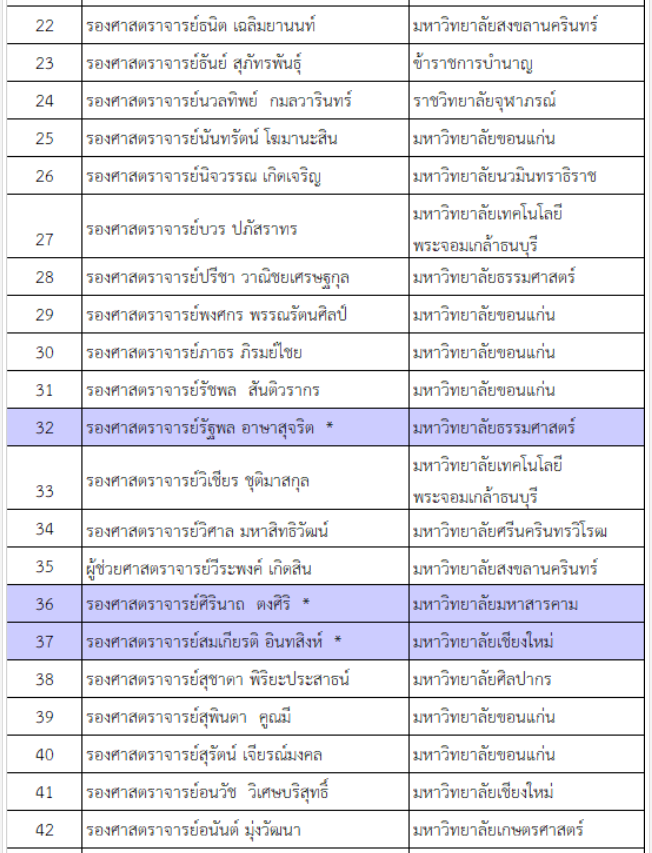 22 รองศาสตราจารย์ธนิต เฉลิมยานนท์ มหาวิทยาลัยสงขลานครินทร์
23 รองศาสตราจารย์ธันย์ สุภัทรพันธุ์ ข้าราชการบำนาญ
24 รองศาสตราจารย์นวลทิพย์ กมลวารินทร์ ราชวิทยาลัยจุฬาภรณ์
25 รองศาสตราจารย์นันทรัตน์ โฆมานะสิน มหาวิทยาลัยขอนแก่น
26 รองศาสตราจารย์นิจวรรณ เกิดเจริญ มหาวิทยาลัยนวมินทราธิราช
27 รองศาสตราจารย์บวร ปภัสราทร มหาวิทยาลัยเทคโนโลยี
พระจอมเกล้าธนบุรี
28 รองศาสตราจารย์ปรีชา วาณิชยเศรษฐกุล มหาวิทยาลัยธรรมศาสตร์
29 รองศาสตราจารย์พงศกร พรรณรัตนศิลป์ มหาวิทยาลัยขอนแก่น
30 รองศาสตราจารย์ภาธร ภิรมย์ไชย มหาวิทยาลัยขอนแก่น
31 รองศาสตราจารย์รัชพล สันติวรากร มหาวิทยาลัยขอนแก่น
32 รองศาสตราจารย์รัฐพล อาษาสุจริต * มหาวิทยาลัยธรรมศาสตร์
33 รองศาสตราจารย์วิเชียร ชุติมาสกุล มหาวิทยาลัยเทคโนโลยี
พระจอมเกล้าธนบุรี
34 รองศาสตราจารย์วิศาล มหาสิทธิวัฒน์ มหาวิทยาลัยศรีนครินทรวิโรฒ
35 ผู้ช่วยศาสตราจารย์วีระพงค์ เกิดสิน มหาวิทยาลัยสงขลานครินทร์
36 รองศาสตราจารย์ศิรินาถ ตงศิริ * มหาวิทยาลัยมหาสารคาม
37 รองศาสตราจารย์สมเกียรติ อินทสิงห์ * มหาวิทยาลัยเชียงใหม่
38 รองศาสตราจารย์สุชาดา พิริยะประสาธน์ มหาวิทยาลัยศิลปากร
39 รองศาสตราจารย์สุพินดา คูณมี มหาวิทยาลัยขอนแก่น
40 รองศาสตราจารย์สุรัตน์ เจียรณ์มงคล มหาวิทยาลัยขอนแก่น
41 รองศาสตราจารย์อนวัช วิเศษบริสุทธิ์ มหาวิทยาลัยเชียงใหม่
42 รองศาสตราจารย์อนันต์ มุ่งวัฒนา มหาวิทยาลัยเกษตรศาสตร์